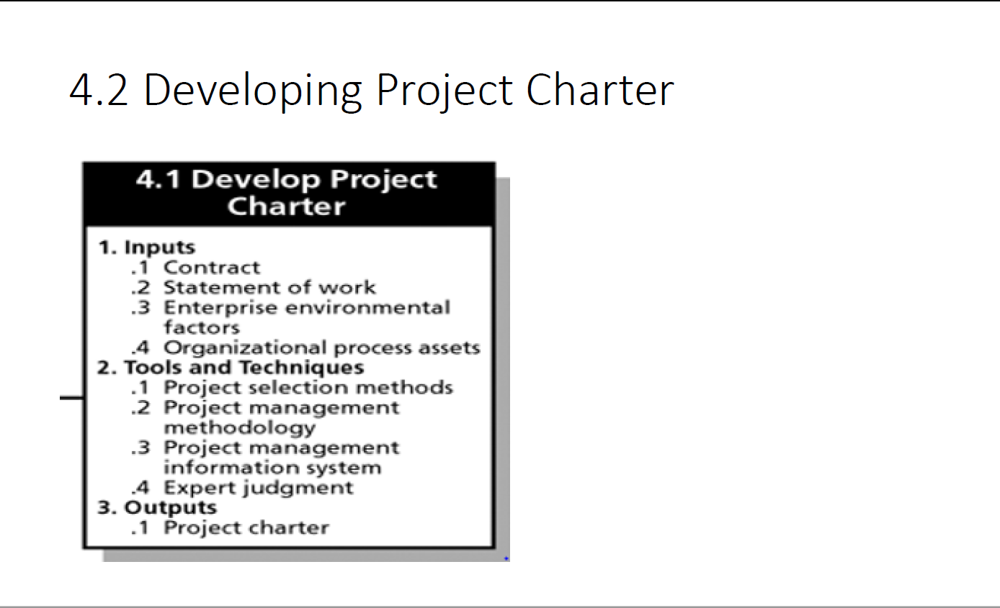 4.2 Developing Project Charter
4.1 Develop Project
Charter
1. Inputs
.1 Contract
.2 Statement of work
.3 Enterprise environmental
factors
.4 Organizational process assets
2. Tools and Techniques
.1 Project selection methods
.2 Project management
methodology
.3 Project management
information system
.4 Expert judgment
3. Outputs
.1 Project charter